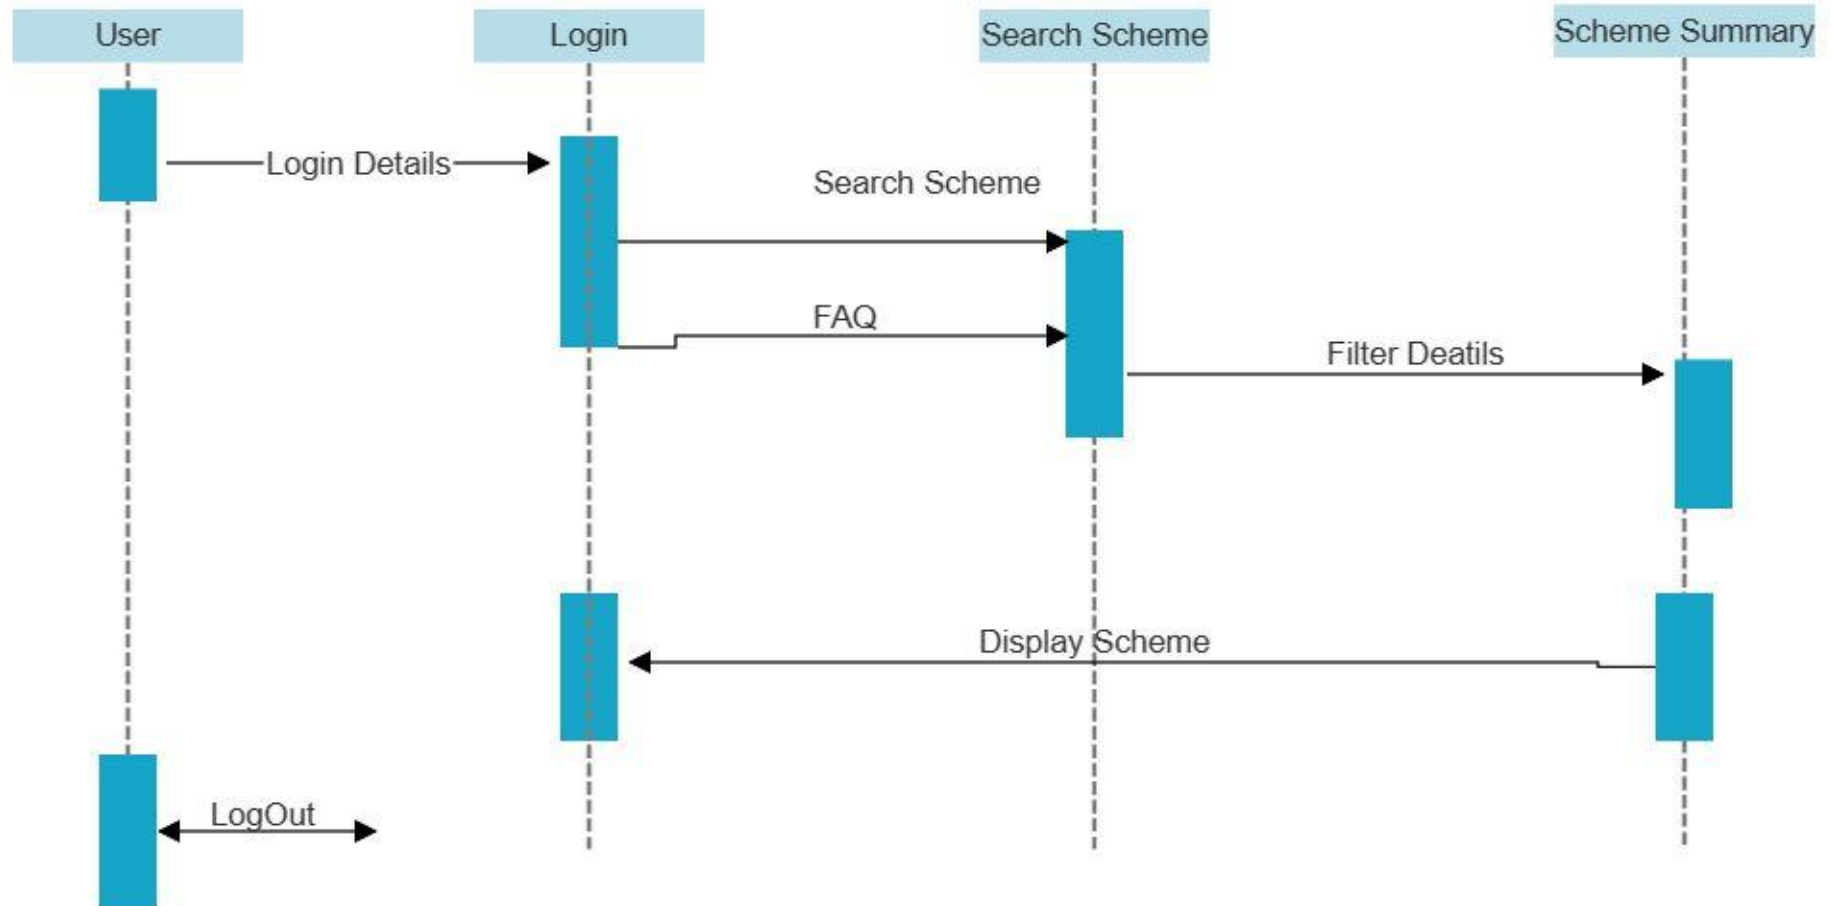 User
Login
Search Scheme
Scheme Summary
Login Details
Search Scheme
FAQ
Filter Deatils
Display Scheme
LogOut